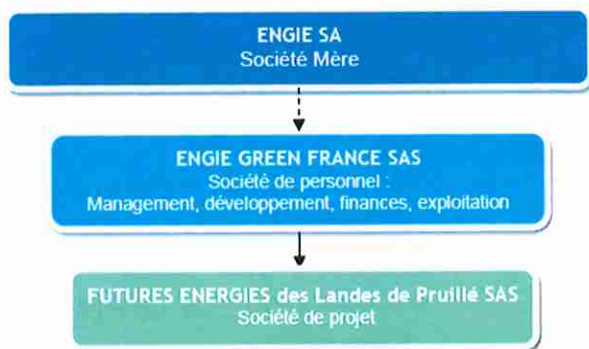 ENGIE SA
Société Mère
ENGIE GREEN FRANCE SAS
Société de personnel :
Management, développement, finances, exploitation
FUTURES ENERGIES des Landes de Pruillé SAS
Société de projet